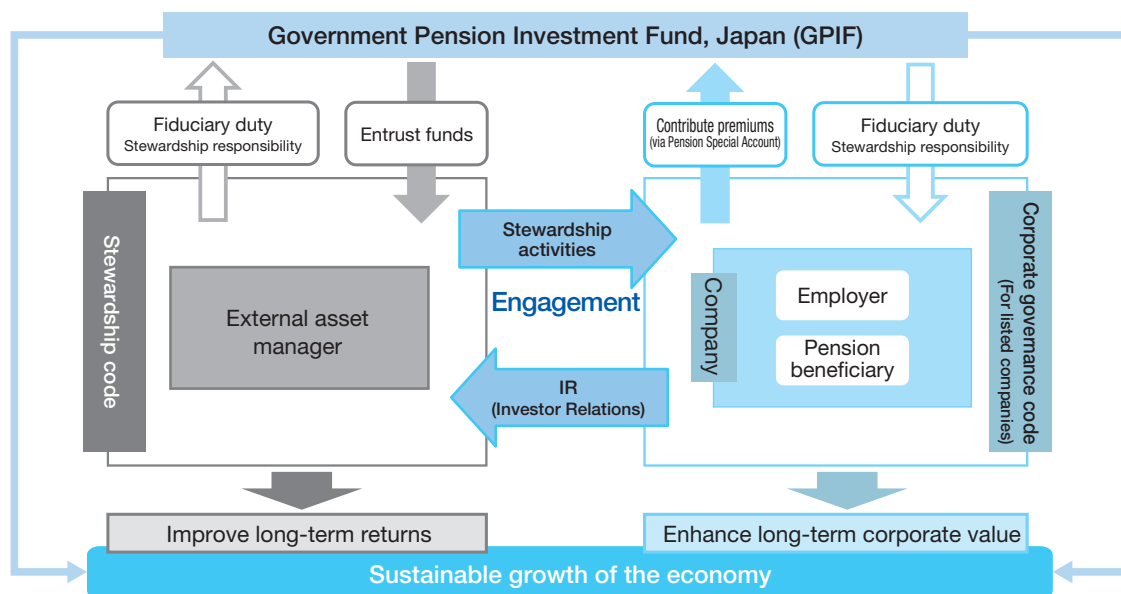 Government Pension Investment Fund, Japan (GPIF)
Fiduciary duty
Stewardship responsibility
Entrust funds
Contribute premiums
(via Pension Special Account)
Fiduciary duty
Stewardship responsibility
Stewardship code
External asset
manager
Stewardship
activities
Engagement
IR
(Investor Relations)
Company
Employer
Pension
beneficiary
Corporate governance code
(For listed companies)
Improve long-term returns
Enhance long-term corporate value
Sustainable growth of the economy